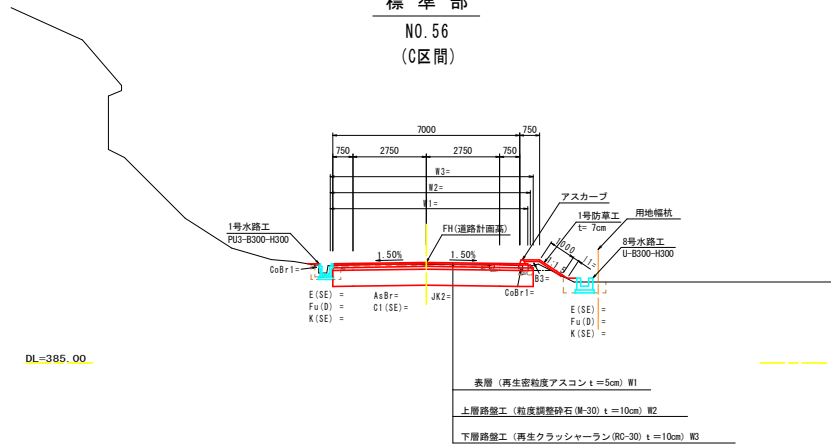 標準部
NO.56
(C区間)
7000
750
750
2750
2750
750
W3=
W2=
W1=
アスカーブ
1号防草工
t= 7cm
用地幅杭
1号水路工
PU3-B300-H300
FH(道路計画高)
8号水路工
U-B300-H300
1000
1:1.5
1.50%
1.50%
CoBr1=
B3=
CoBr1=
E(SE) =
Fu(D) =
K(SE) =
AsBr=
C1(SE)=
JK2=
E(SE) =
Fu(D) =
K(SE) =
DL=385.00
表層 (再生密粒度アスコン t=5cm) W1
上層路盤工 (粒度調整砕石(M-30) t=10cm) W2
下層路盤工 (再生クラッシャーラン(RC-30) t=10cm) W3